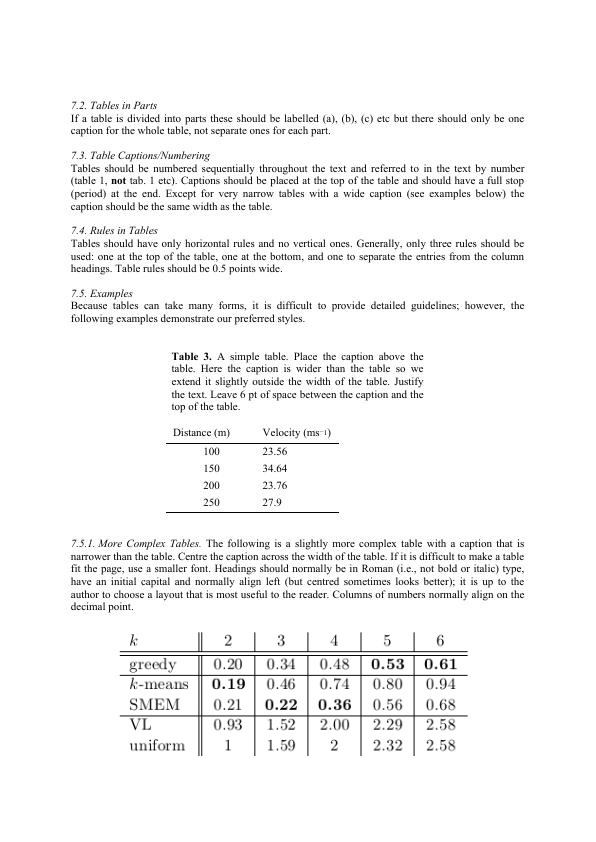 7.2. Tables in Parts
If a table is divided into parts these should be labelled (a), (b), (c) etc but there should only be one
caption for the whole table, not separate ones for each part.
7.3. Table Captions/Numbering
Tables should be numbered sequentially throughout the text and referred to in the text by number
(table 1, not tab. 1 etc). Captions should be placed at the top of the table and should have a full stop
(period) at the end. Except for very narrow tables with a wide caption (see examples below) the
caption should be the same width as the table.
7.4. Rules in Tables
Tables should have only horizontal rules and no vertical ones. Generally, only three rules should be
used: one at the top of the table, one at the bottom, and one to separate the entries from the column
headings. Table rules should be 0.5 points wide.
7.5. Examples
Because tables can take many forms, it is difficult to provide detailed guidelines; however, the
following examples demonstrate our preferred styles.
Table 3. A simple table. Place the caption above the
table. Here the caption is wider than the table so we
extend it slightly outside the width of the table. Justify
the text. Leave 6 pt of space between the caption and the
top of the table.
Distance (m) Velocity (ms⁻¹)
100 23.56
150 34.64
200 23.76
250 27.9
7.5.1. More Complex Tables. The following is a slightly more complex table with a caption that is
narrower than the table. Centre the caption across the width of the table. If it is difficult to make a table
fit the page, use a smaller font. Headings should normally be in Roman (i.e., not bold or italic) type,
have an initial capital and normally align left (but centred sometimes looks better); it is up to the
author to choose a layout that is most useful to the reader. Columns of numbers normally align on the
decimal point.
k 2 3 4 5 6
greedy 0.20 0.34 0.48 0.53 0.61
k-means 0.19 0.46 0.74 0.80 0.94
SMEM 0.21 0.22 0.36 0.56 0.68
VL 0.93 1.52 2.00 2.29 2.58
uniform 1 1.59 2 2.32 2.58